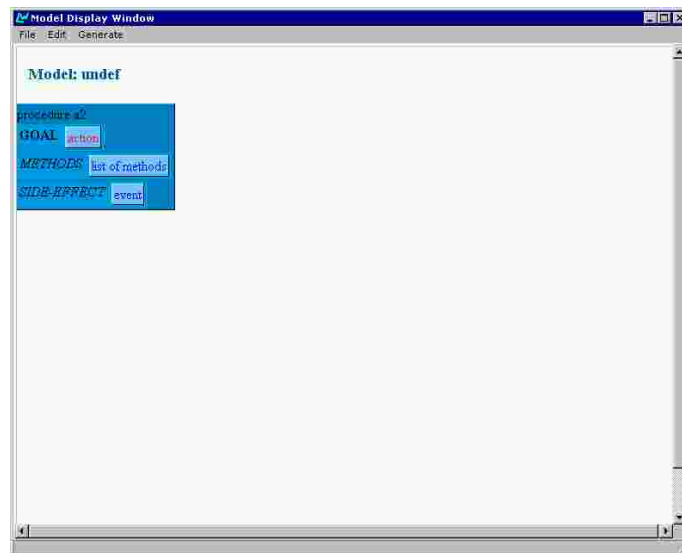 Model Display Window
File Edit Generate
Model: undef
procedure a2
GOAL action
METHODS list of methods
SIDE-EFFECT event